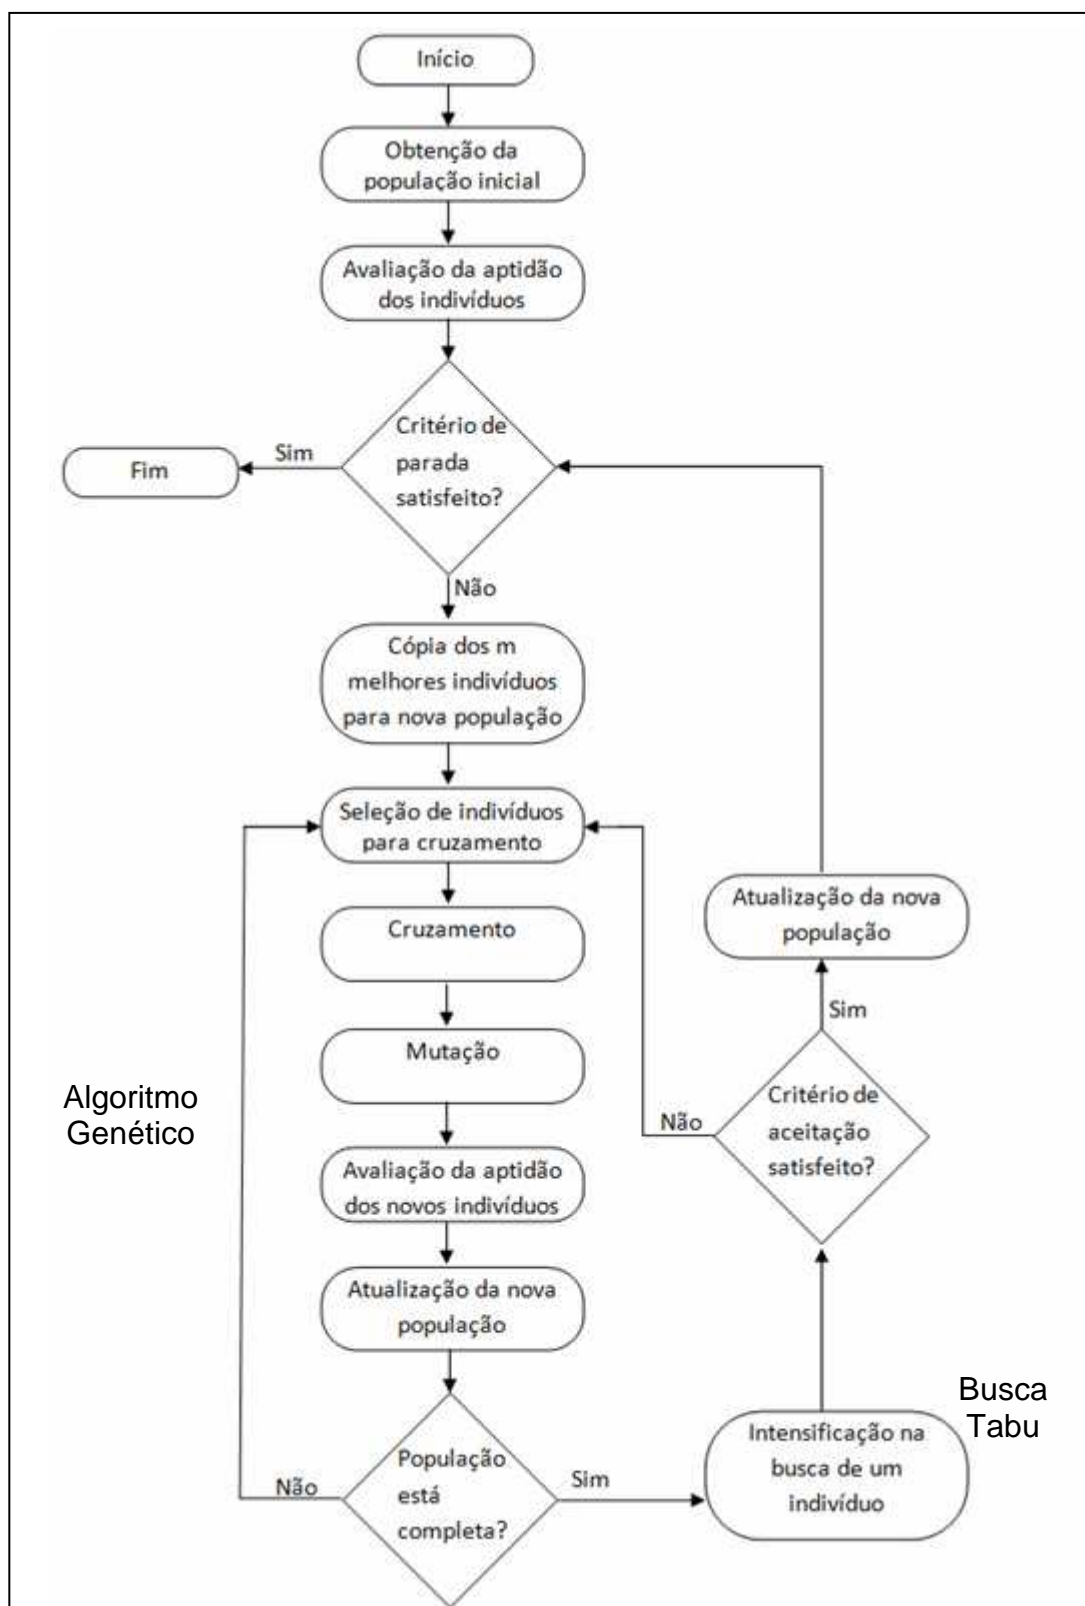 Início
Obtenção da
população inicial
Avaliação da aptidão
dos indivíduos
Critério de
parada
satisfeito?
Sim
Fim
Não
Cópia dos m
melhores indivíduos
para nova população
Seleção de indivíduos
para cruzamento
Cruzamento
Mutação
Avaliação da aptidão
dos novos indivíduos
Atualização da nova
população
População
está
completa?
Não
Sim
Algoritmo
Genético
Intensificação na
busca de um
indivíduo
Busca
Tabu
Critério de
aceitação
satisfeito?
Não
Sim
Atualização da nova
população